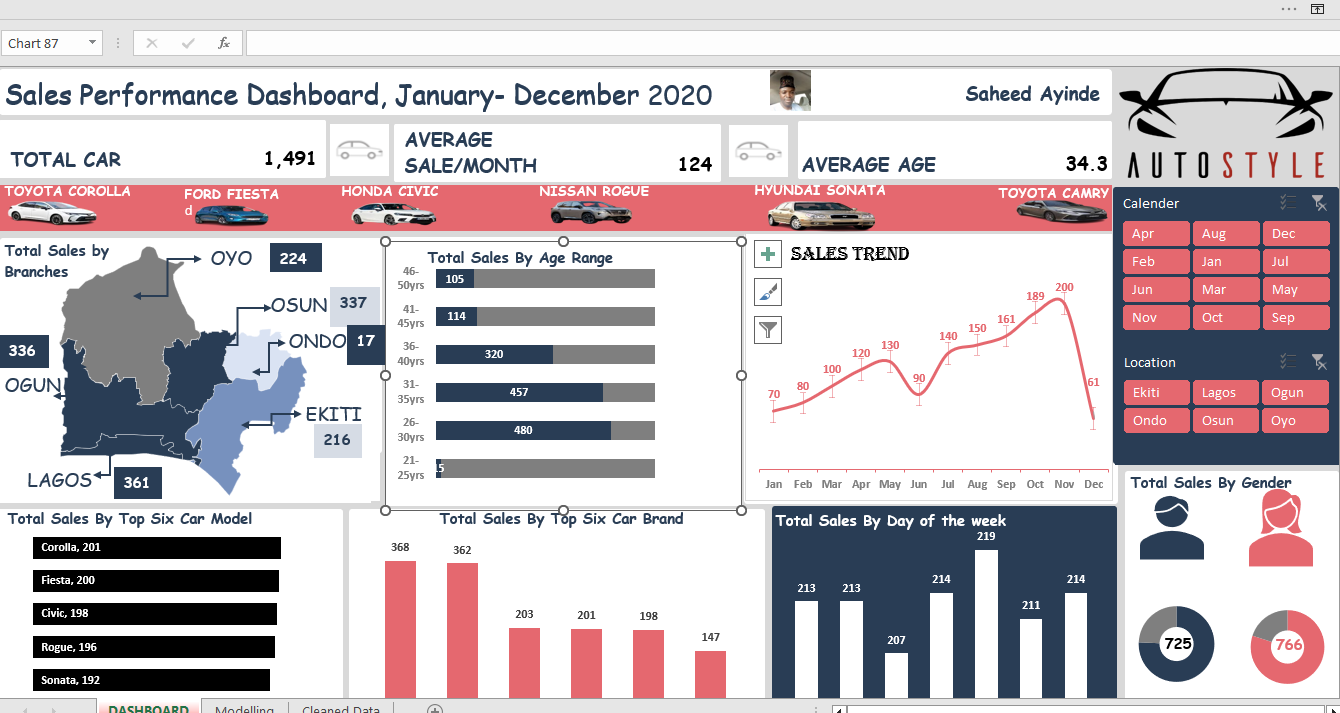 Chart 87
fx
Sales Performance Dashboard, January- December 2020
Saheed Ayinde
TOTAL CAR
1,491
AVERAGE
SALE/MONTH
124
AVERAGE AGE
34.3
AUTOSTYLE
TOYOTA COROLLA
FORD FIESTA
d
HONDA CIVIC
NISSAN ROGUE
HYUNDAI SONATA
TOYOTA CAMRY
Calender
Apr
Aug
Dec
Feb
Jan
Jul
Jun
Mar
May
Nov
Oct
Sep
Location
Ekiti
Lagos
Ogun
Ondo
Osun
Oyo
Total Sales by
Branches
OYO
224
OSUN
337
ONDO
17
336
OGUN
EKITI
216
LAGOS
361
Total Sales By Age Range
46-
50yrs
105
41-
45yrs
114
36-
40yrs
320
31-
35yrs
457
26-
30yrs
480
21-
25yrs
15
SALES TREND
70
80
100
120
130
90
140
150
161
189
200
61
Jan
Feb
Mar
Apr
May
Jun
Jul
Aug
Sep
Oct
Nov
Dec
Total Sales By Top Six Car Model
Corolla, 201
Fiesta, 200
Civic, 198
Rogue, 196
Sonata, 192
Total Sales By Top Six Car Brand
368
362
203
201
198
147
Total Sales By Day of the week
213
213
207
214
219
211
214
Total Sales By Gender
725
766
DASHBOARD
Modelling
Cleaned Data